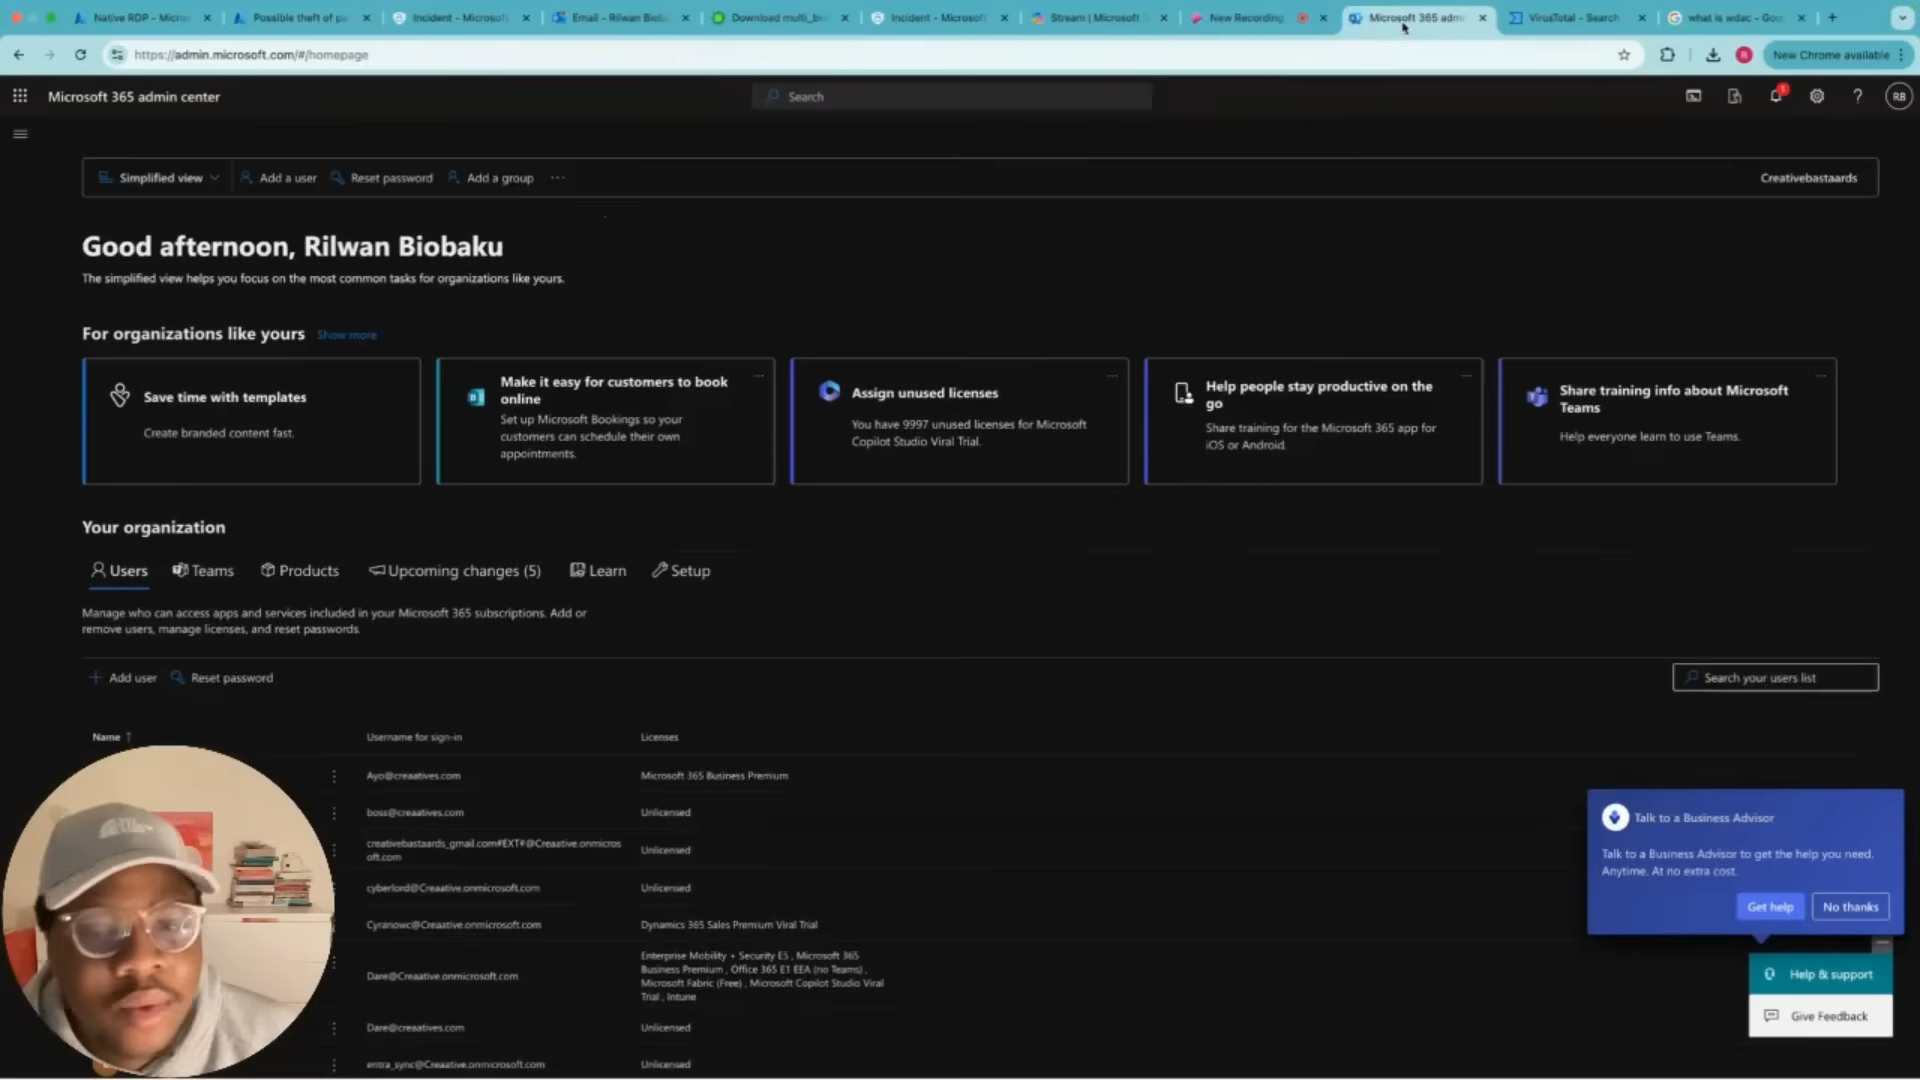 Native RDP - Micro
Possible theft of pa
Incident - Microsof
Email - Rilwan Biob
Download multi_b
Incident - Microsoft
Stream | Microsoft
New Recording
Microsoft 365 adm
VirusTotal - Search
what is wdac - Goo
https://admin.microsoft.com/#/homepage
New Chrome available
Microsoft 365 admin center
Search
1
RB
Simplified view
Add a user
Reset password
Add a group
Creativebastaards
Good afternoon, Rilwan Biobaku
The simplified view helps you focus on the most common tasks for organizations like yours.
For organizations like yours
Show more
Save time with templates
Create branded content fast.
Make it easy for customers to book
online
Set up Microsoft Bookings so your
customers can schedule their own
appointments.
Assign unused licenses
You have 9997 unused licenses for Microsoft
Copilot Studio Viral Trial.
Help people stay productive on the
go
Share training for the Microsoft 365 app for
iOS or Android.
Share training info about Microsoft
Teams
Help everyone learn to use Teams.
Your organization
Users
Teams
Products
Upcoming changes (5)
Learn
Setup
Manage who can access apps and services included in your Microsoft 365 subscriptions. Add or
remove users, manage licenses, and reset passwords.
Add user
Reset password
Search your users list
Name ↑
Username for sign-in
Licenses
Ayo@creaatives.com
Microsoft 365 Business Premium
boss@creaatives.com
Unlicensed
creativebastaards_gmail.com#EXT#@Creaative.onmicros
oft.com
Unlicensed
cyberlord@Creaative.onmicrosoft.com
Unlicensed
Cyranowc@Creaative.onmicrosoft.com
Dynamics 365 Sales Premium Viral Trial
Dare@Creaative.onmicrosoft.com
Enterprise Mobility + Security E5 , Microsoft 365
Business Premium , Office 365 E1 EEA (no Teams) ,
Microsoft Fabric (Free) , Microsoft Copilot Studio Viral
Trial , Intune
Dare@creaatives.com
Unlicensed
entra_sync@Creaative.onmicrosoft.com
Unlicensed
Talk to a Business Advisor
Talk to a Business Advisor to get the help you need.
Anytime. At no extra cost.
Get help
No thanks
Help & support
Give Feedback